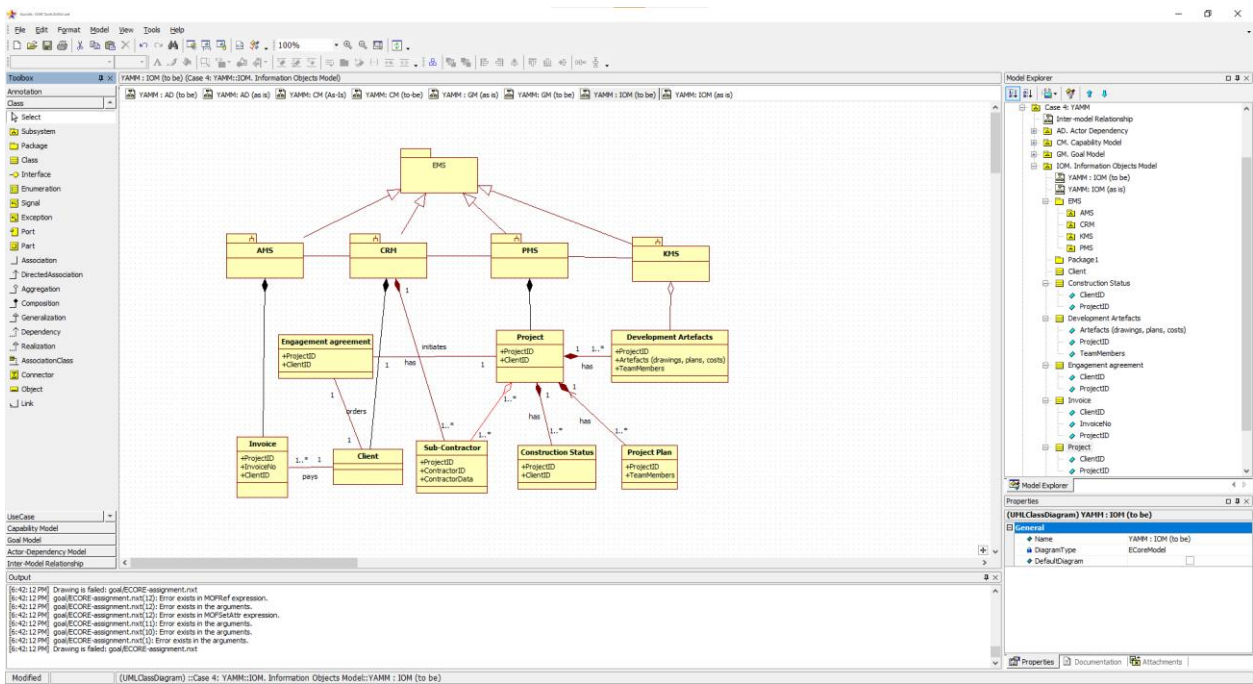 File Edit Format Model View Tools Help
100%
Toolbox
Annotation
Class
Select
Subsystem
Package
Class
Interface
Enumeration
Signal
Exception
Port
Part
Association
DirectedAssociation
Aggregation
Composition
Generalization
Dependency
Realization
AssociationClass
Connector
Object
Link
UseCase
Capability Model
Goal Model
Actor-Dependency Model
Inter-Model Relationship
YAMM : IOM (to be) (Case 4: YAMM::IOM. Information Objects Model)
YAMM : AD (to be) YAMM: AD (as is) YAMM: CM (As-Is) YAMM: CM (to-be) YAMM : GM (as is) YAMM: GM (to be) YAMM : IOM (to be) YAMM: IOM (as is)
EMS
AMS
CRM
PMS
KMS
1
Engagement agreement
+ProjectID
+ClientID
initiates
1 has 1
Project
+ProjectID
+ClientID
1 1..*
has
Development Artefacts
+ProjectID
+Artefacts (drawings, plans, costs)
+TeamMembers
1
orders
1
1..*
1..*
1..*
1
has
1..*
1
has
1..*
Invoice
+ProjectID
+InvoiceNo
+ClientID
1..* 1
pays
Client
Sub-Contractor
+ProjectID
+ContractorID
+ContractorData
Construction Status
+ProjectID
+ClientID
Project Plan
+ProjectID
+TeamMembers
Model Explorer
Case 4: YAMM
Inter-model Relationship
AD. Actor Dependency
CM. Capability Model
GM. Goal Model
IOM. Information Objects Model
YAMM : IOM (to be)
YAMM: IOM (as is)
EMS
AMS
CRM
KMS
PMS
Package1
Client
Construction Status
ClientID
ProjectID
Development Artefacts
Artefacts (drawings, plans, costs)
ProjectID
TeamMembers
Engagement agreement
ClientID
ProjectID
Invoice
ClientID
InvoiceNo
ProjectID
Project
ClientID
ProjectID
Model Explorer
Properties
(UMLClassDiagram) YAMM : IOM (to be)
General
Name YAMM : IOM (to be)
DiagramType ECoreModel
DefaultDiagram
Properties Documentation Attachments
Output
[6:42:12 PM] Drawing is failed: goal/ECORE-assignment.nxt
[6:42:12 PM] goal/ECORE-assignment.nxt(12): Error exists in MOFRef expression.
[6:42:12 PM] goal/ECORE-assignment.nxt(12): Error exists in the arguments.
[6:42:12 PM] goal/ECORE-assignment.nxt(12): Error exists in MOFSetAttr expression.
[6:42:12 PM] goal/ECORE-assignment.nxt(11): Error exists in the arguments.
[6:42:12 PM] goal/ECORE-assignment.nxt(10): Error exists in the arguments.
[6:42:12 PM] goal/ECORE-assignment.nxt(1): Error exists in the arguments.
[6:42:12 PM] Drawing is failed: goal/ECORE-assignment.nxt
Modified
(UMLClassDiagram) ::Case 4: YAMM::IOM. Information Objects Model::YAMM : IOM (to be)